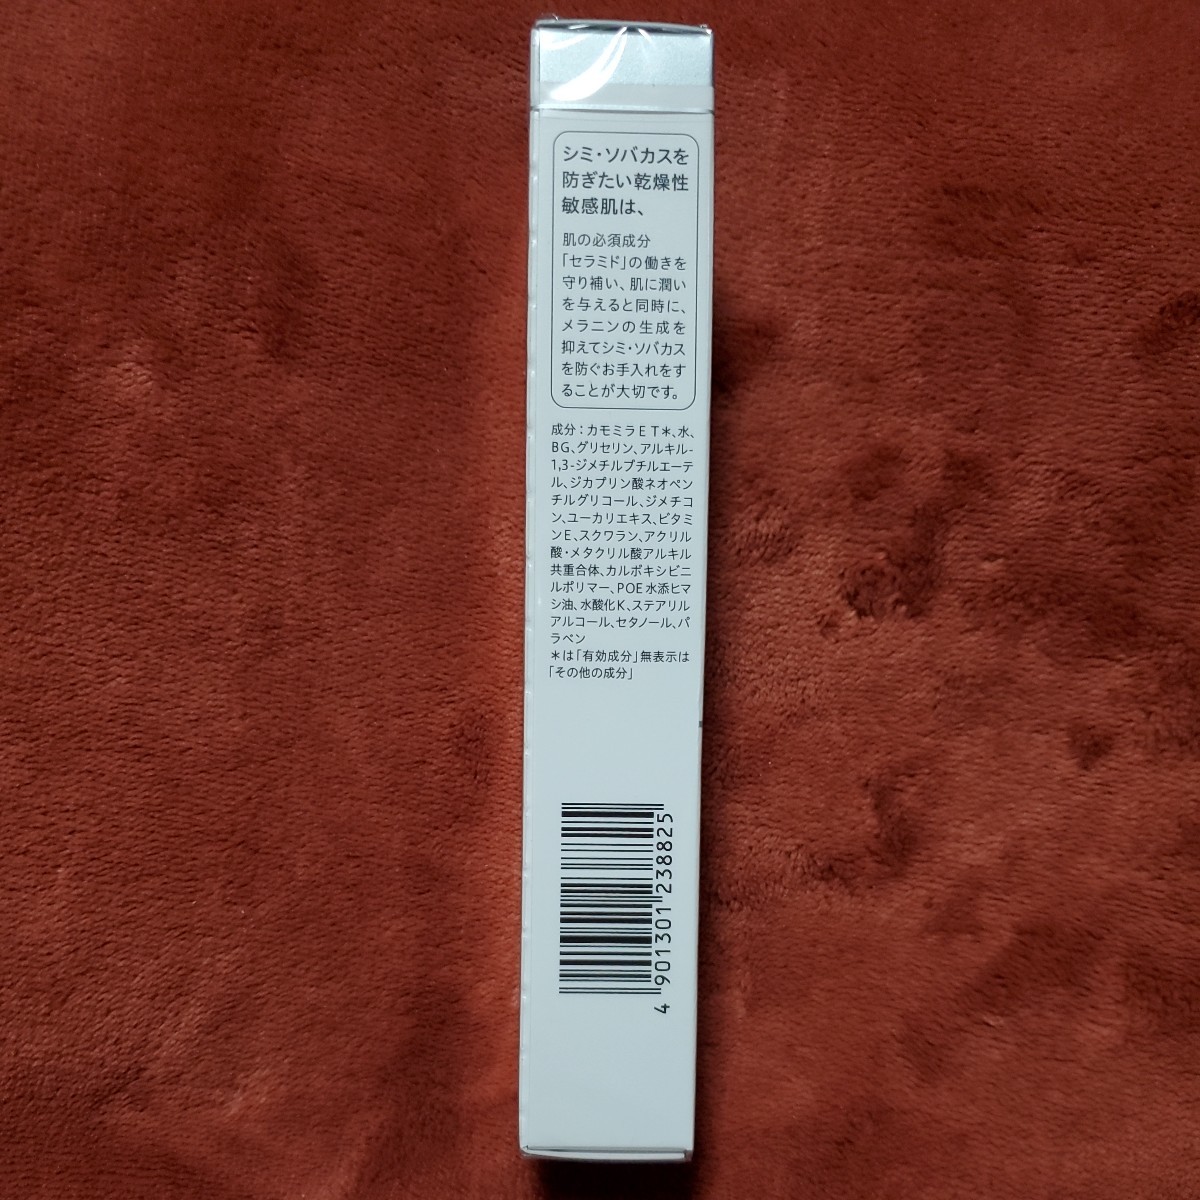 シミ・ソバカスを
防ぎたい乾燥性
敏感肌は、
肌の必須成分
「セラミド」の働きを
守り補い、肌に潤い
を与えると同時に、
メラニンの生成を
抑えてシミ・ソバカス
を防ぐお手入れをす
ることが大切です。
成分：カモミラET＊、水、
BG、グリセリン、アルキル-
1,3-ジメチルブチルエーテ
ル、ジカプリン酸ネオペン
チルグリコール、ジメチコ
ン、ユーカリエキス、ビタミ
ンE、スクワラン、アクリル
酸・メタクリル酸アルキル
共重合体、カルボキシビニ
ルポリマー、POE水添ヒマ
シ油、水酸化K、ステアリル
アルコール、セタノール、パ
ラベン
＊は「有効成分」無表示は
「その他の成分」
4 901301 238825